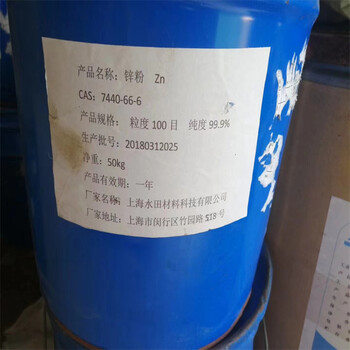 产品名称：锌粉 Zn
CAS：7440-66-6
产品规格： 粒度 100 目 纯度 99.9%
生产批号：20180312025
净重：50kg
产品有效期：一年
厂家名称：上海水田材料科技有限公司
厂家地址：上海市闵行区竹园路 518 号